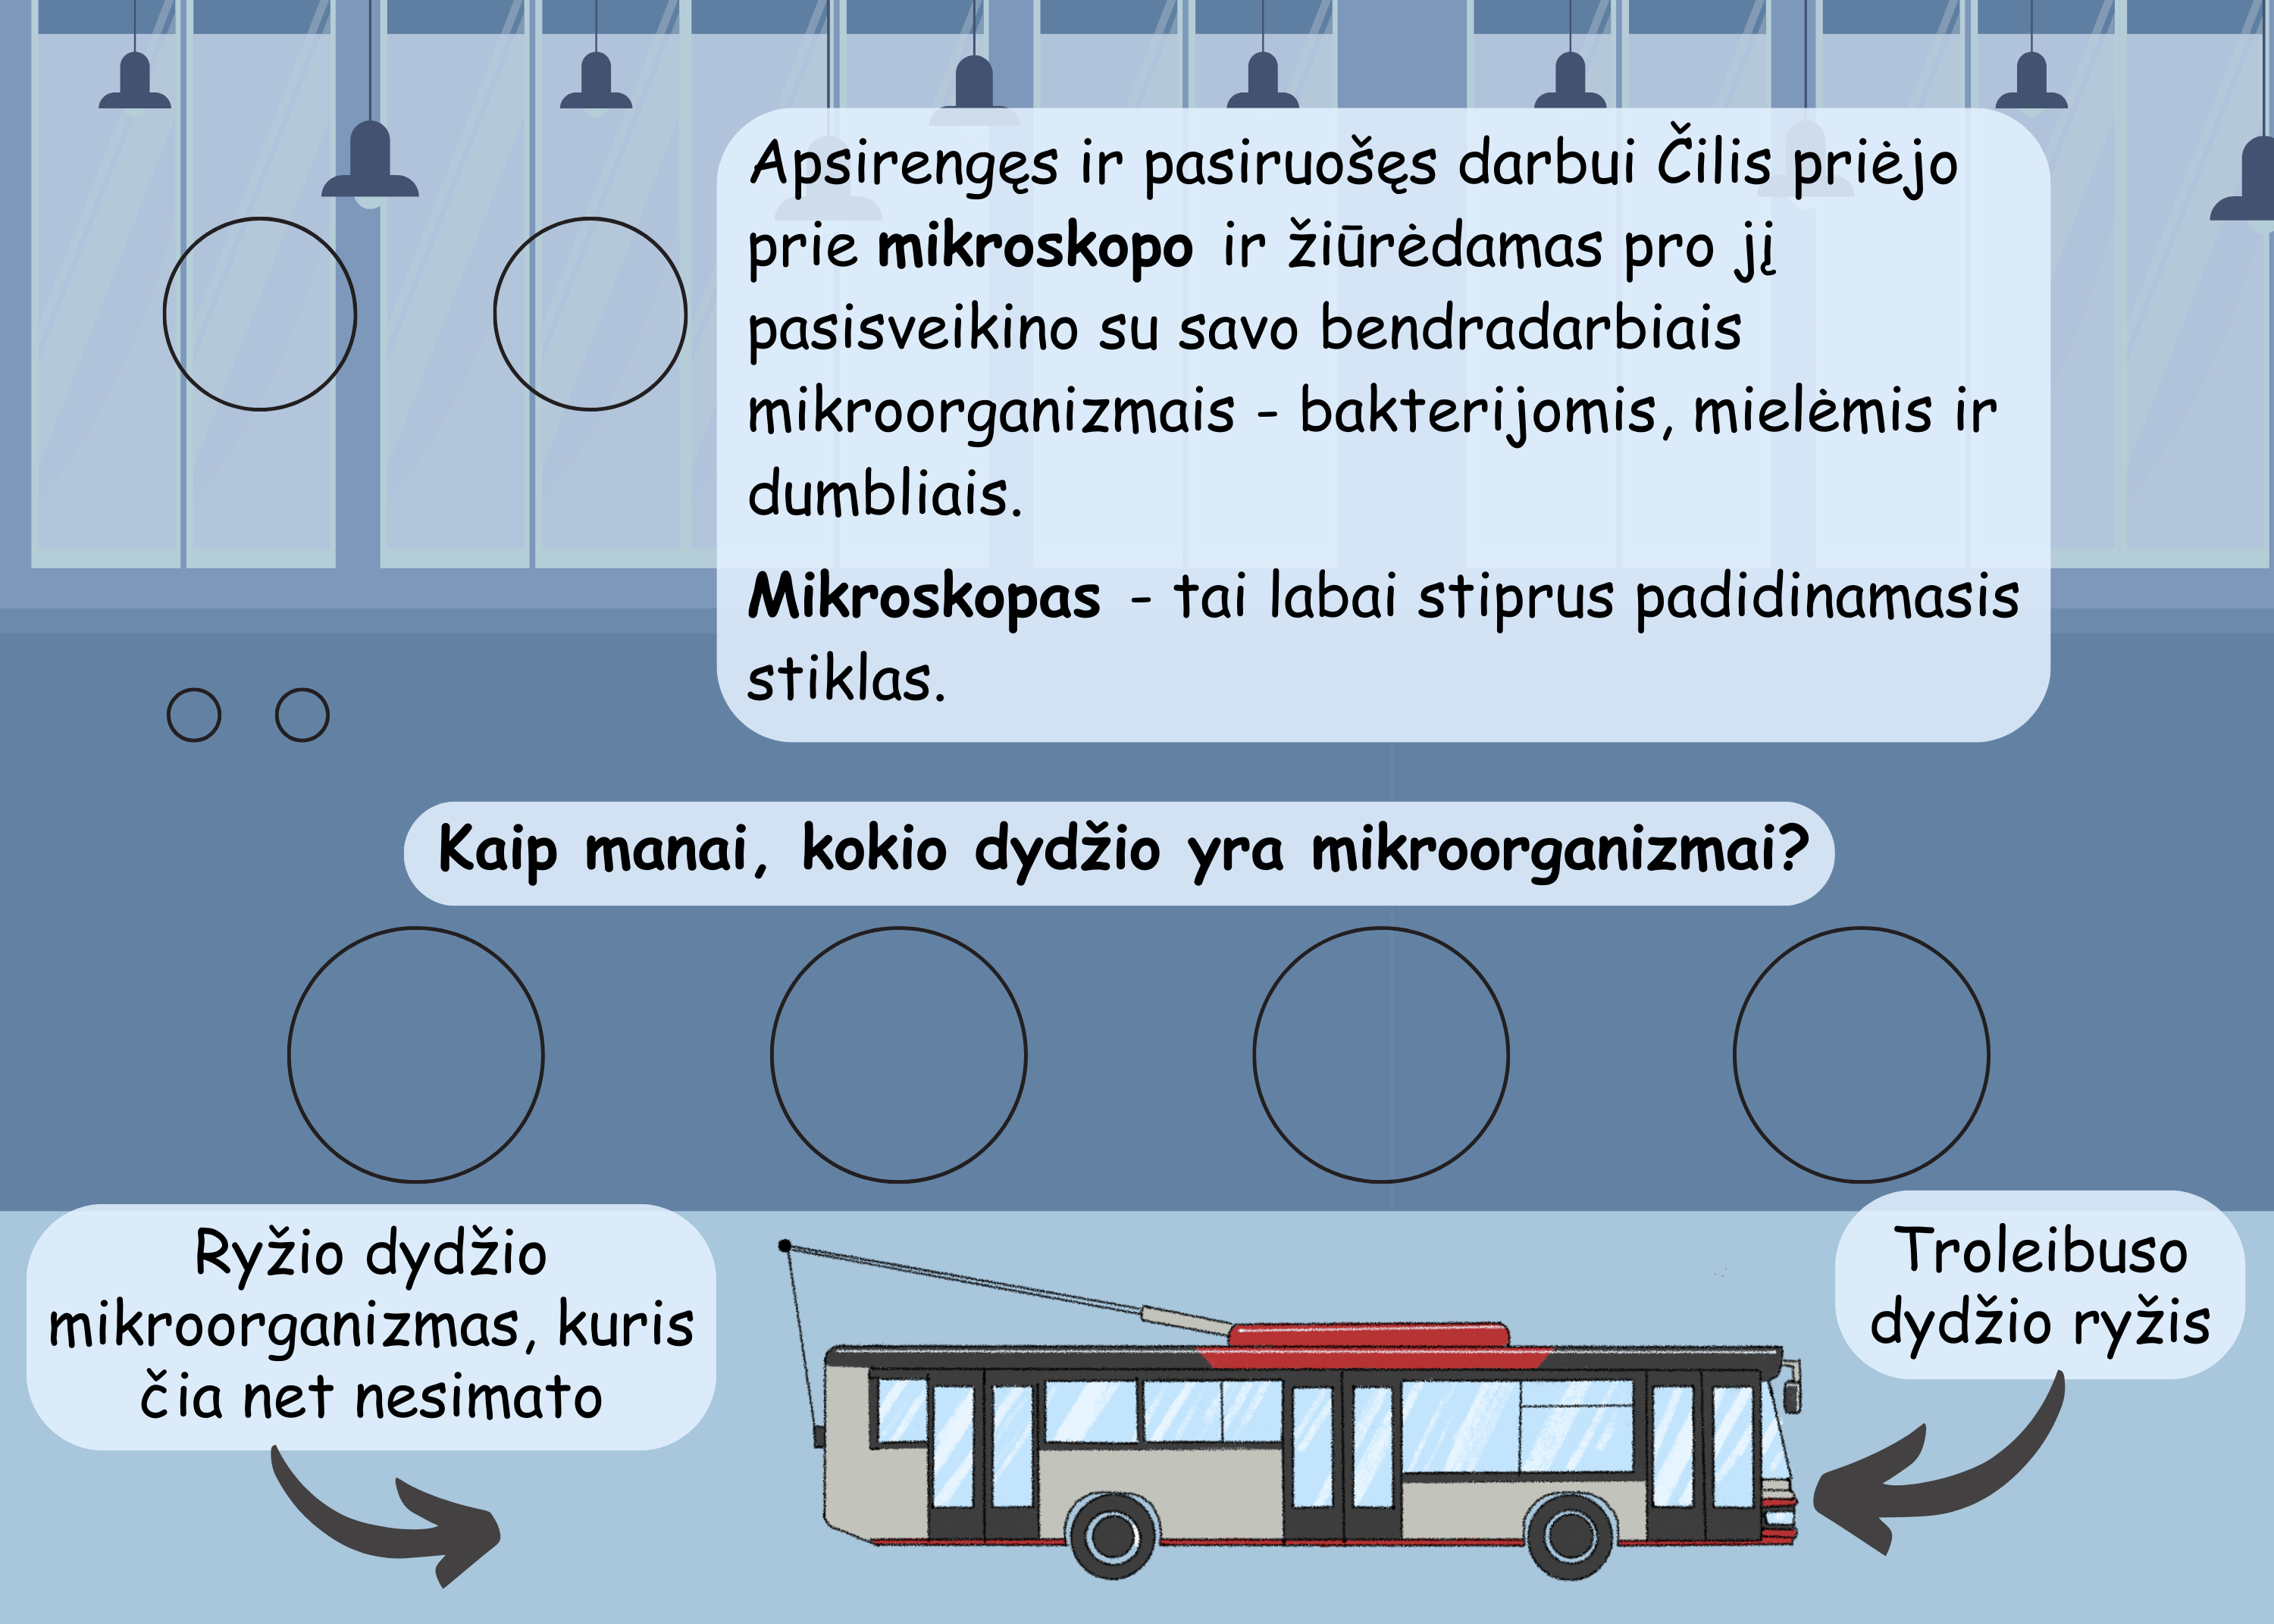 Apsirengęs ir pasiruošęs darbui Čilis priėjo
prie mikroskopo ir žiūrėdamas pro jį
pasisveikino su savo bendradarbiais
mikroorganizmais - bakterijomis, mielėmis ir
dumbliais.
Mikroskopas - tai labai stiprus padidinamasis
stiklas.
Kaip manai, kokio dydžio yra mikroorganizmai?
Ryžio dydžio
mikroorganizmas, kuris
čia net nesimato
Troleibuso
dydžio ryžis